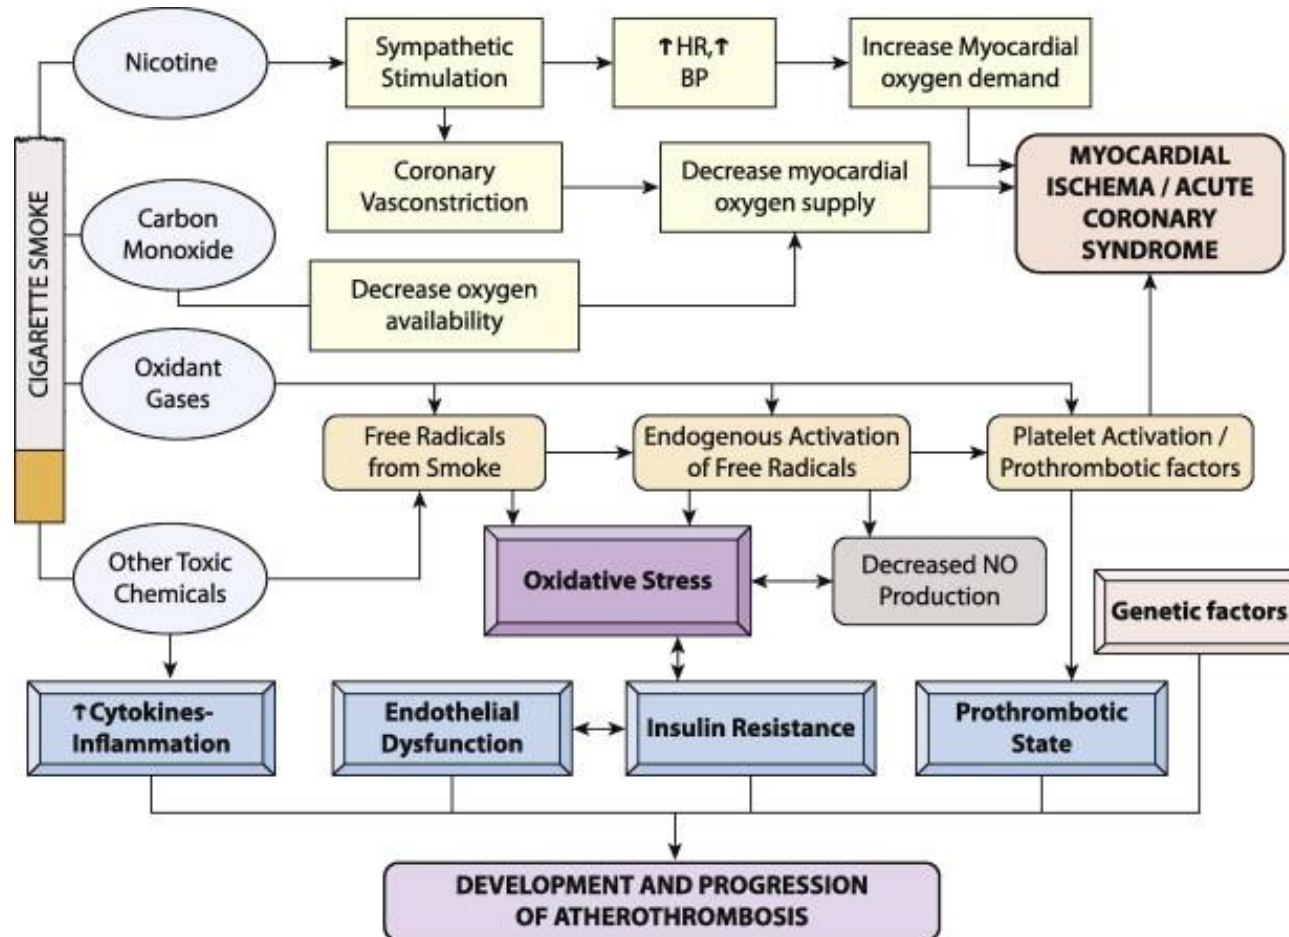 Nicotine
Sympathetic
Stimulation
↑HR,↑
BP
Increase Myocardial
oxygen demand
CIGARETTE SMOKE
Carbon
Monoxide
Coronary
Vasconstriction
Decrease myocardial
oxygen supply
MYOCARDIAL
ISCHEMA / ACUTE
CORONARY
SYNDROME
Decrease oxygen
availability
Oxidant
Gases
Free Radicals
from Smoke
Endogenous Activation
of Free Radicals
Platelet Activation /
Prothrombotic factors
Other Toxic
Chemicals
Oxidative Stress
Decreased NO
Production
Genetic factors
↑Cytokines-
Inflammation
Endothelial
Dysfunction
Insulin Resistance
Prothrombotic
State
DEVELOPMENT AND PROGRESSION
OF ATHEROTHROMBOSIS